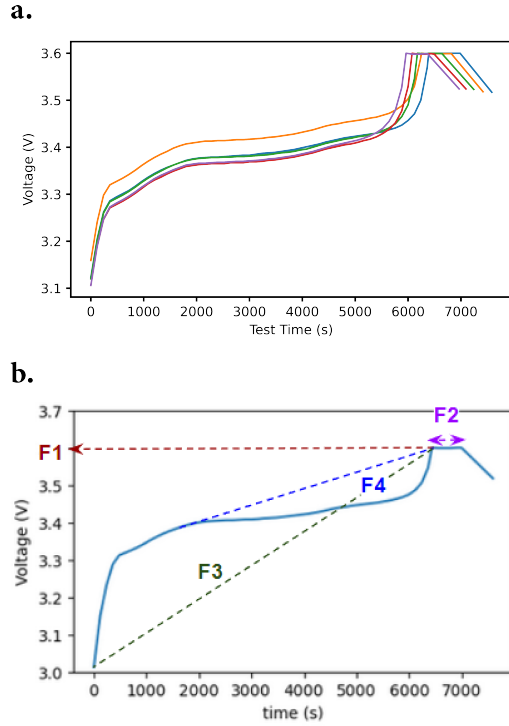 a.
3.6
3.5
3.4
3.3
3.2
3.1
Voltage (V)
0 1000 2000 3000 4000 5000 6000 7000
Test Time (s)
b.
3.7
F2
F1
3.5
F4
3.4
3.3
F3
3.2
3.1
3.0
Voltage (V)
0 1000 2000 3000 4000 5000 6000 7000
time (s)